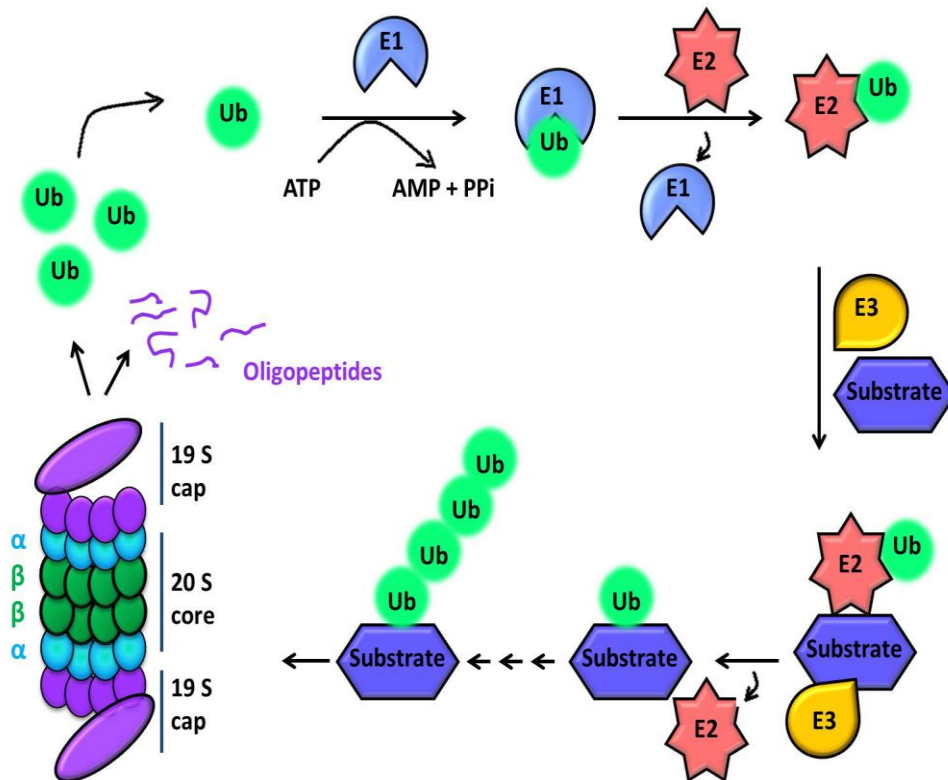 E1
Ub
ATP
AMP + PPi
E1
Ub
E2
E1
E2
Ub
Ub
Ub
Ub
Oligopeptides
E3
Substrate
19 S
cap
α
β
β
α
20 S
core
19 S
cap
Ub
Ub
Ub
Ub
Substrate
Ub
Substrate
E2
E2
Ub
Substrate
E3